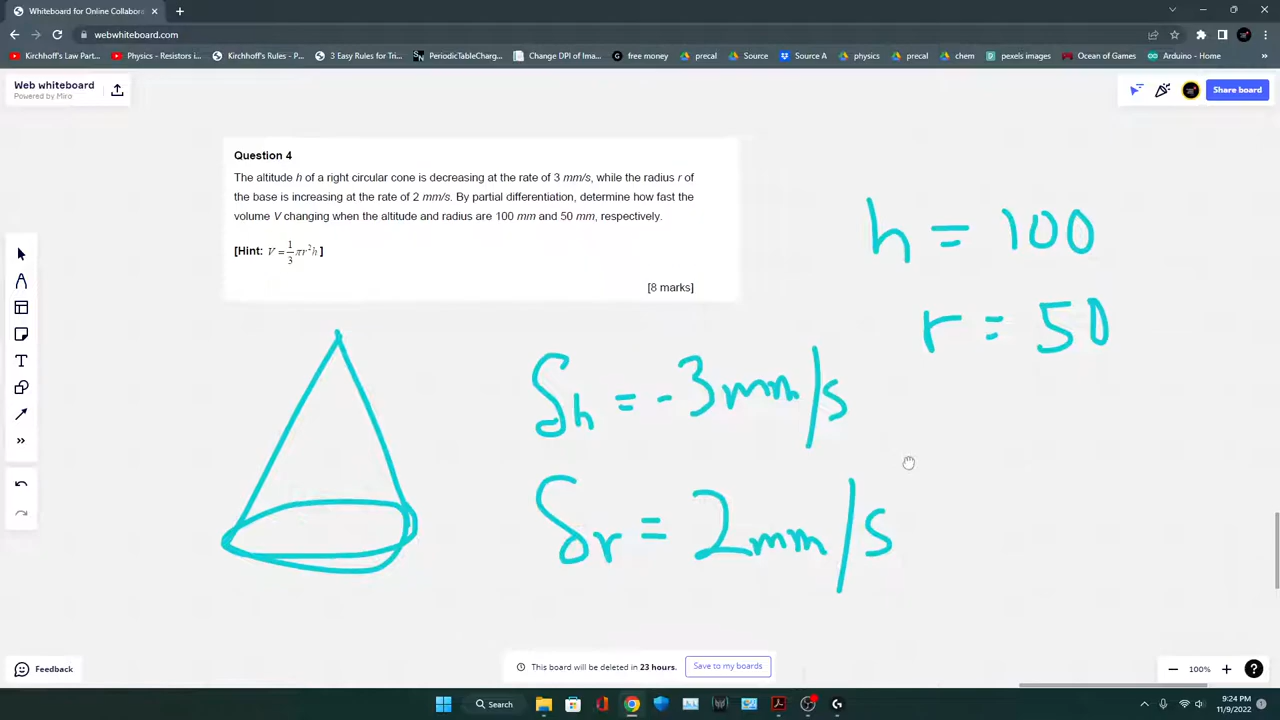 Whiteboard for Online Collabora
webwhiteboard.com
Kirchhoff's Law Part...
Physics - Resistors i...
Kirchhoff's Rules - P...
3 Easy Rules for Tri...
PeriodicTableCharg...
Change DPI of Ima...
free money
precal
Source
Source A
physics
precal
chem
pexels images
Ocean of Games
Arduino - Home
Web whiteboard
Powered by Miro
Share board
Question 4
The altitude h of a right circular cone is decreasing at the rate of 3 mm/s, while the radius r of
the base is increasing at the rate of 2 mm/s. By partial differentiation, determine how fast the
volume V changing when the altitude and radius are 100 mm and 50 mm, respectively.
[Hint: V = 1/3 πr²h ]
[8 marks]
h = 100
r = 50
δh = -3mm/s
δr = 2mm/s
This board will be deleted in 23 hours.
Save to my boards
Feedback
100%
Search
9:24 PM
11/9/2022